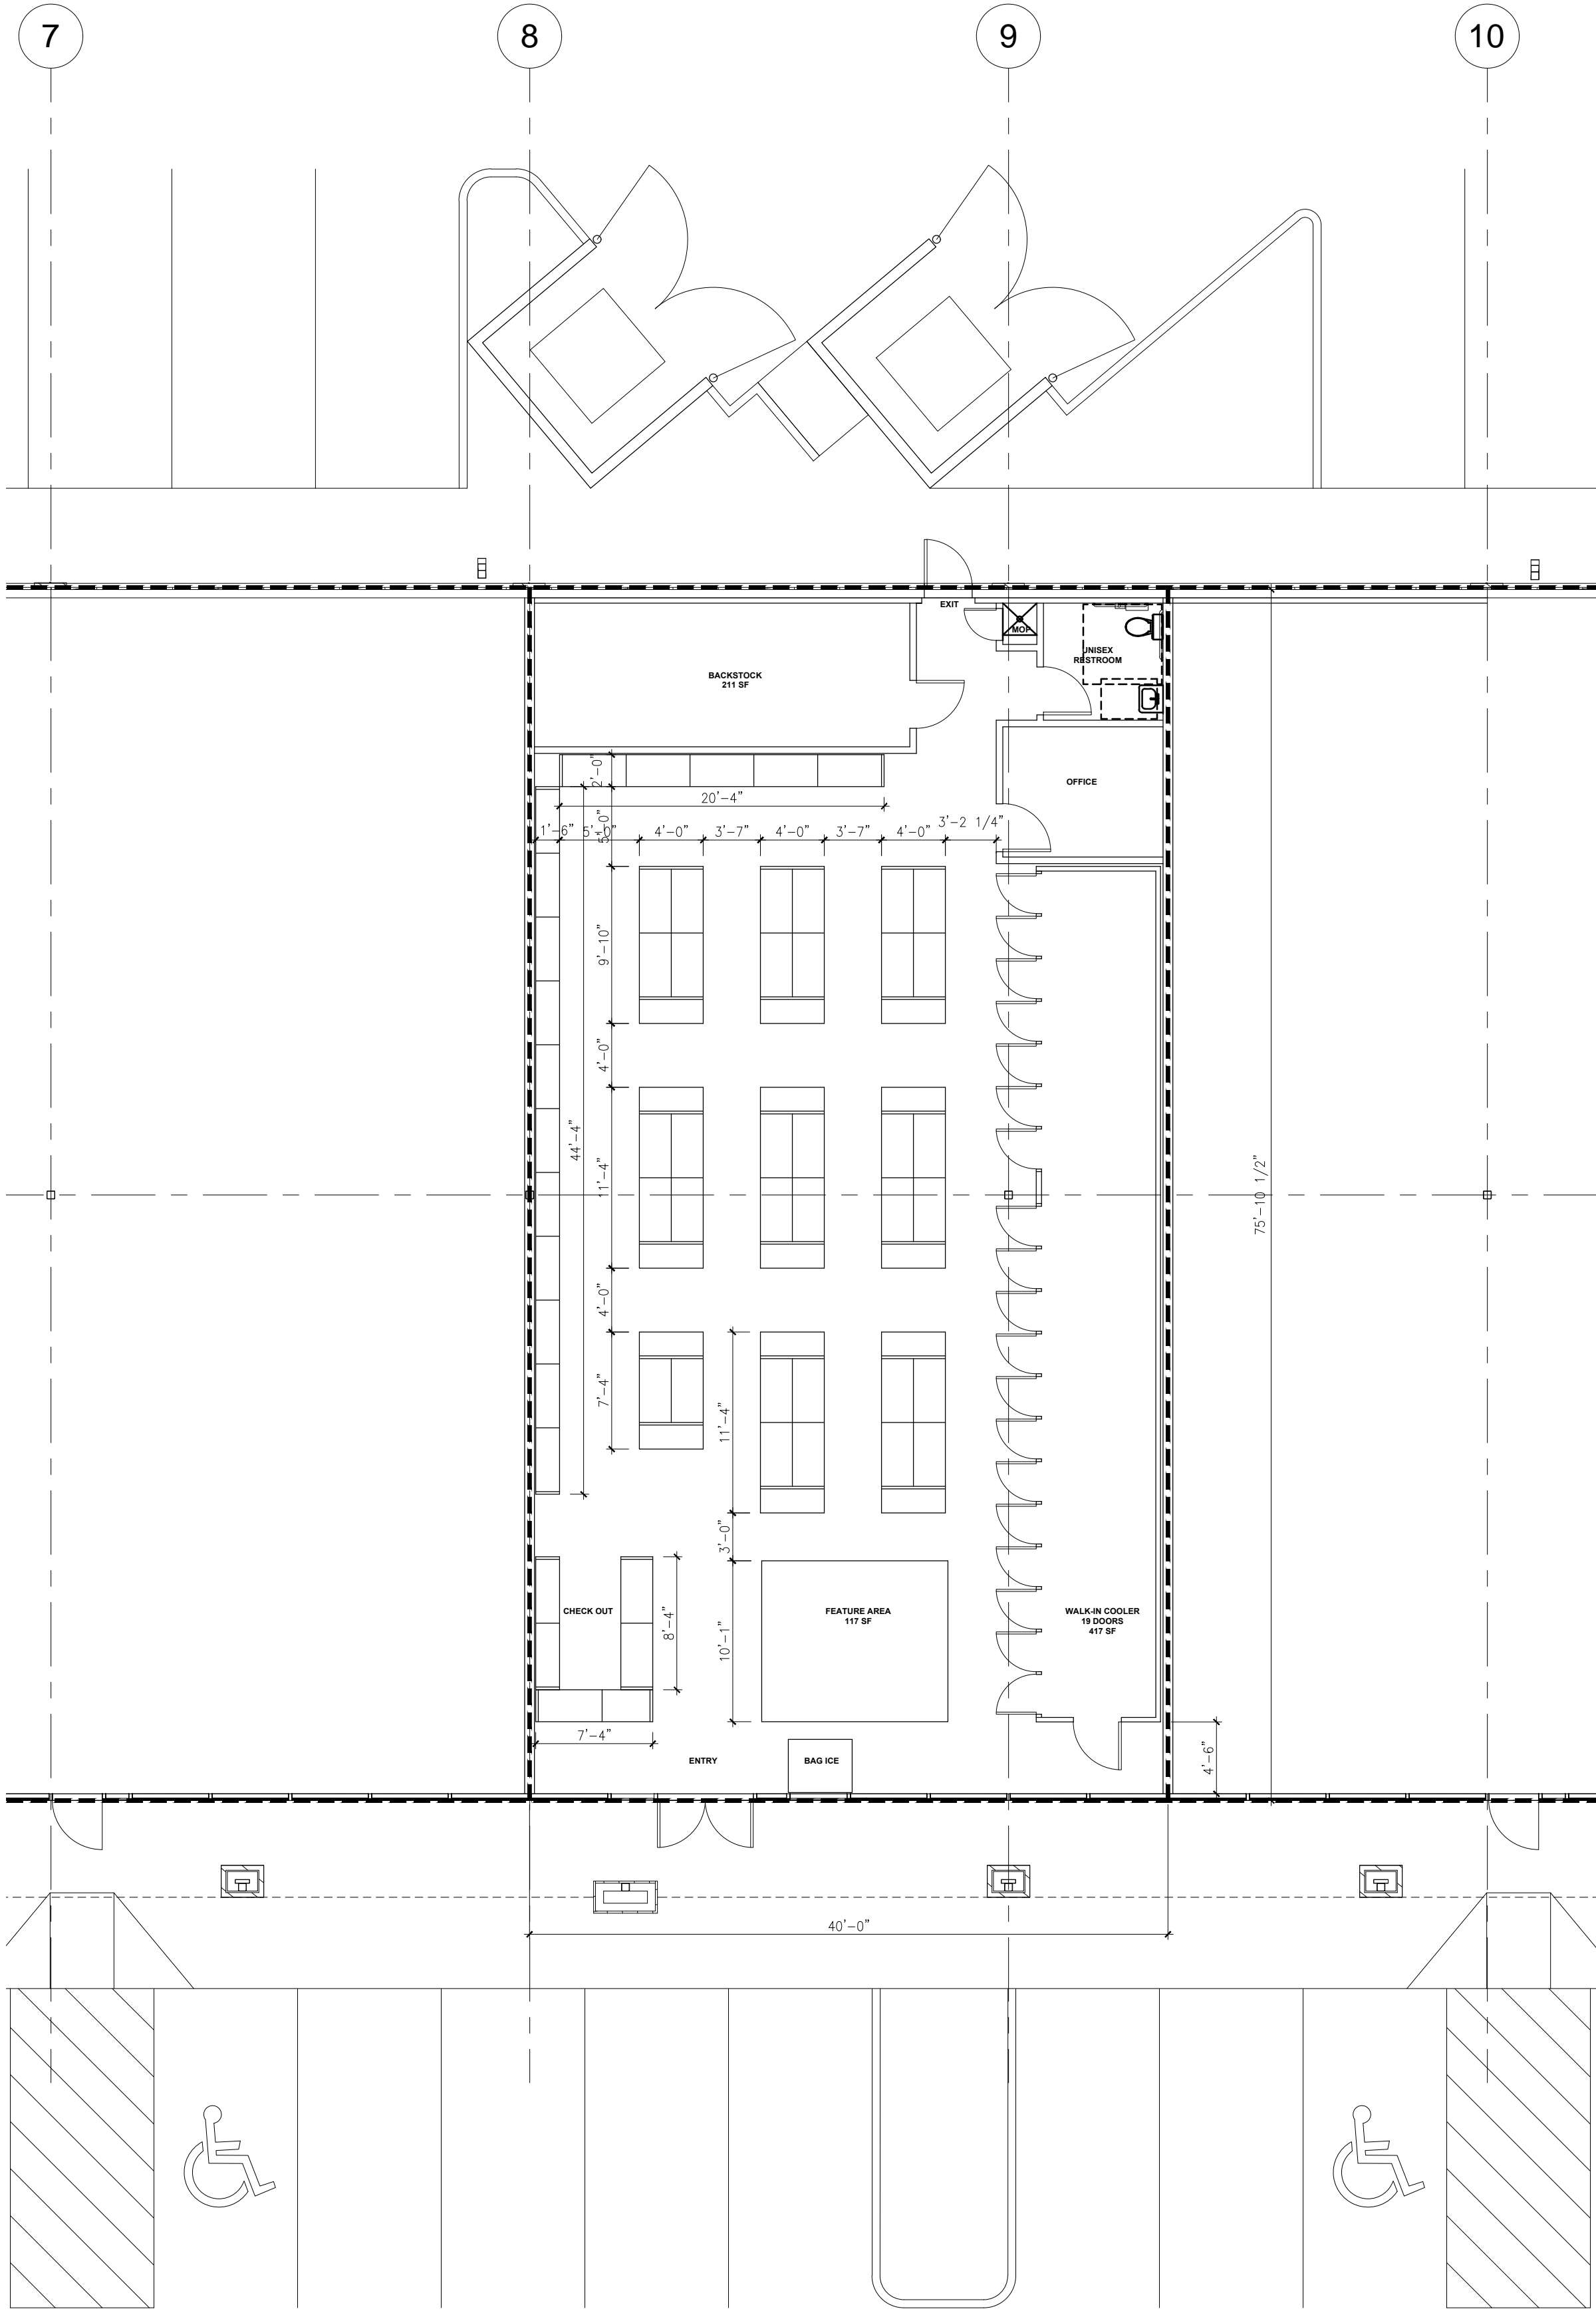 7
8
9
10
EXIT
MOP
UNISEX
RESTROOM
BACKSTOCK
211 SF
2'-0"
OFFICE
20'-4"
5'-0"
1'-6"
5'-0"
4'-0"
3'-7"
4'-0"
3'-7"
4'-0"
3'-2 1/4"
9'-10"
4'-0"
44'-4"
11'-4"
75'-10 1/2"
4'-0"
7'-4"
11'-4"
3'-0"
CHECK OUT
8'-4"
10'-1"
FEATURE AREA
117 SF
WALK-IN COOLER
19 DOORS
417 SF
7'-4"
ENTRY
BAG ICE
4'-6"
40'-0"